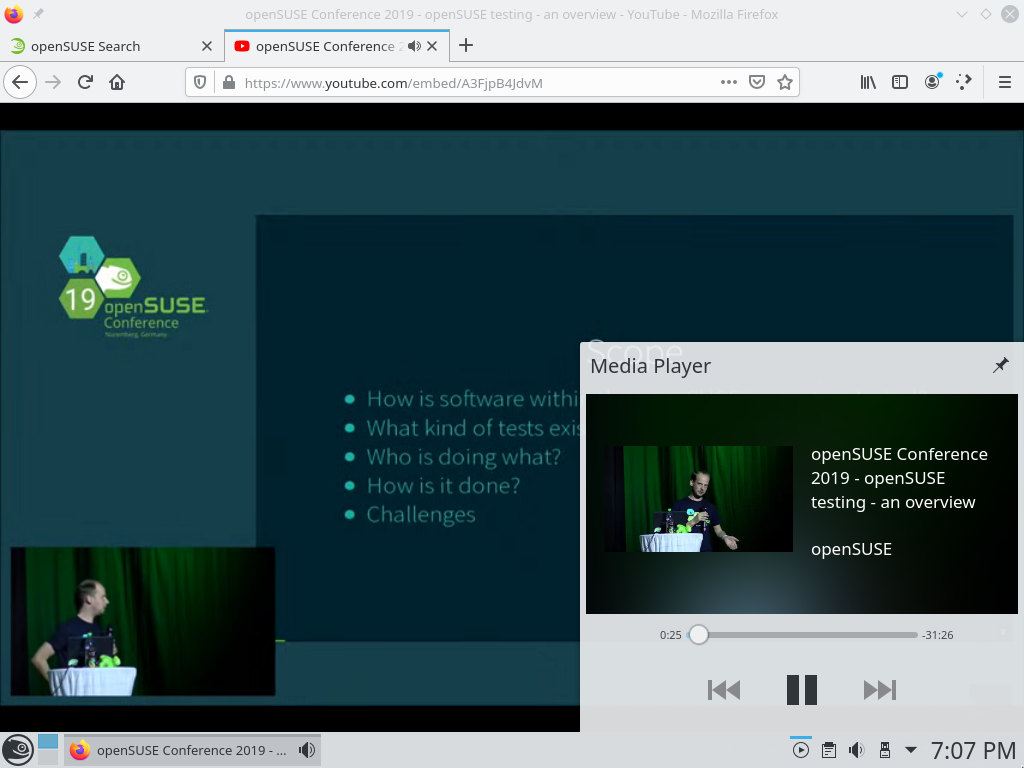 openSUSE Conference 2019 - openSUSE testing - an overview - YouTube - Mozilla Firefox
openSUSE Search
openSUSE Conference 2
https://www.youtube.com/embed/A3FjpB4JdvM
19
openSUSE
Conference
Nuremberg, Germany
Scope
How is software withi
What kind of tests exis
Who is doing what?
How is it done?
Challenges
Media Player
openSUSE Conference
2019 - openSUSE
testing - an overview
openSUSE
0:25
-31:26
openSUSE Conference 2019 - ...
7:07 PM